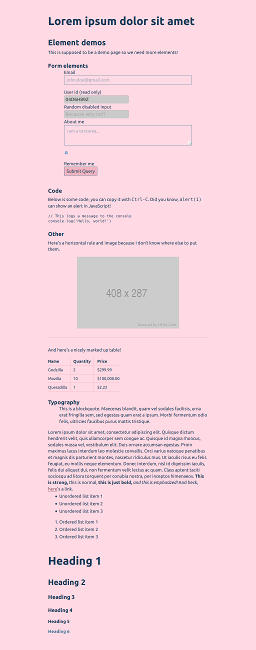 Lorem ipsum dolor sit amet
Element demos
This is supposed to be a demo page so we need more elements!
Form elements
Email
john.doe@gmail.com
User id (read only)
Random disabled input
About me
I am a textarea...
Remember me
Submit Query
Code
Below is some code, you can copy it with Ctrl-C. Did you know, alert(1)
can show an alert in JavaScript!
// This logs a message to the console
console.log('Hello, world!');
Other
Here's a horizontal rule and image because I don't know where else to put
them.
408 x 287
And here's a nicely marked up table!
Name Quantity Price
Godzilla 2 $299.99
Mozilla 10 $100,000.00
Quesadilla 1 $2.22
Typography
This is a blockquote. Maecenas blandit, quam vel sodales facilisis, urna
erat fringilla sem, sed egestas quam erat a ipsum. Morbi fermentum odio
felis, ultricies faucibus purus mattis tristique.
Lorem ipsum dolor sit amet, consectetur adipiscing elit. Quisque dictum
hendrerit velit, quis ullamcorper sem congue ac. Quisque id magna rhoncus,
sodales massa vel, vestibulum elit. Duis ornare accumsan egestas. Proin
maximus lacus interdum leo molestie convallis. Orci varius natoque penatibus
et magnis dis parturient montes, nascetur ridiculus mus. Ut iaculis risus eu felis
feugiat, eu mollis neque elementum. Donec interdum, nisl id dignissim iaculis,
felis dui aliquet dui, non fermentum velit lectus ac quam. Class aptent taciti
sociosqu ad litora torquent per conubia nostra, per inceptos himenaeos. This
is strong, this is normal, this is just bold, and this is emphasized! And heck,
here's a link.
Unordered list item 1
Unordered list item 2
Unordered list item 3
1. Ordered list item 1
2. Ordered list item 2
3. Ordered list item 3
Heading 1
Heading 2
Heading 3
Heading 4
Heading 5
Heading 6